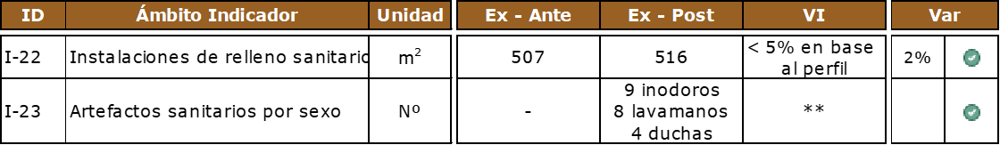 ID Ámbito Indicador Unidad Ex - Ante Ex - Post VI Var
I-22 Instalaciones de relleno sanitario m² 507 516 < 5% en base al perfil 2%
I-23 Artefactos sanitarios por sexo Nº - 9 inodoros
8 lavamanos **
4 duchas